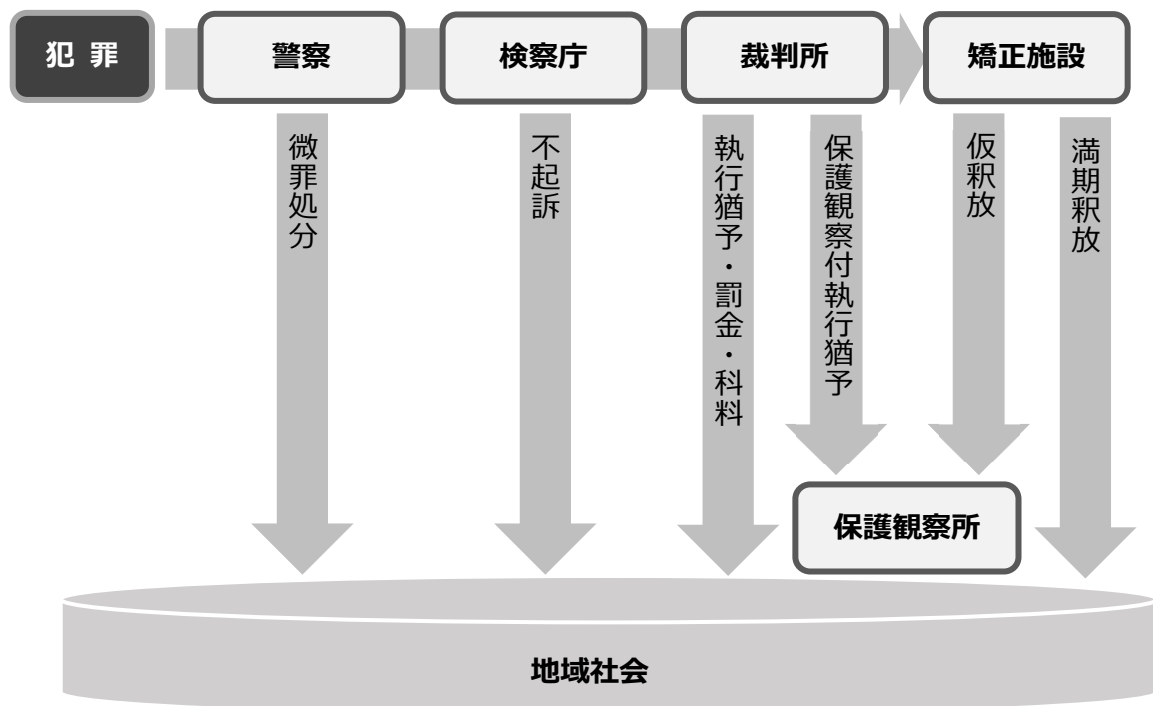 犯 罪
警察
検察庁
裁判所
矯正施設
微罪処分
不起訴
執行猶予・罰金・科料
保護観察付執行猶予
仮釈放
満期釈放
保護観察所
地域社会